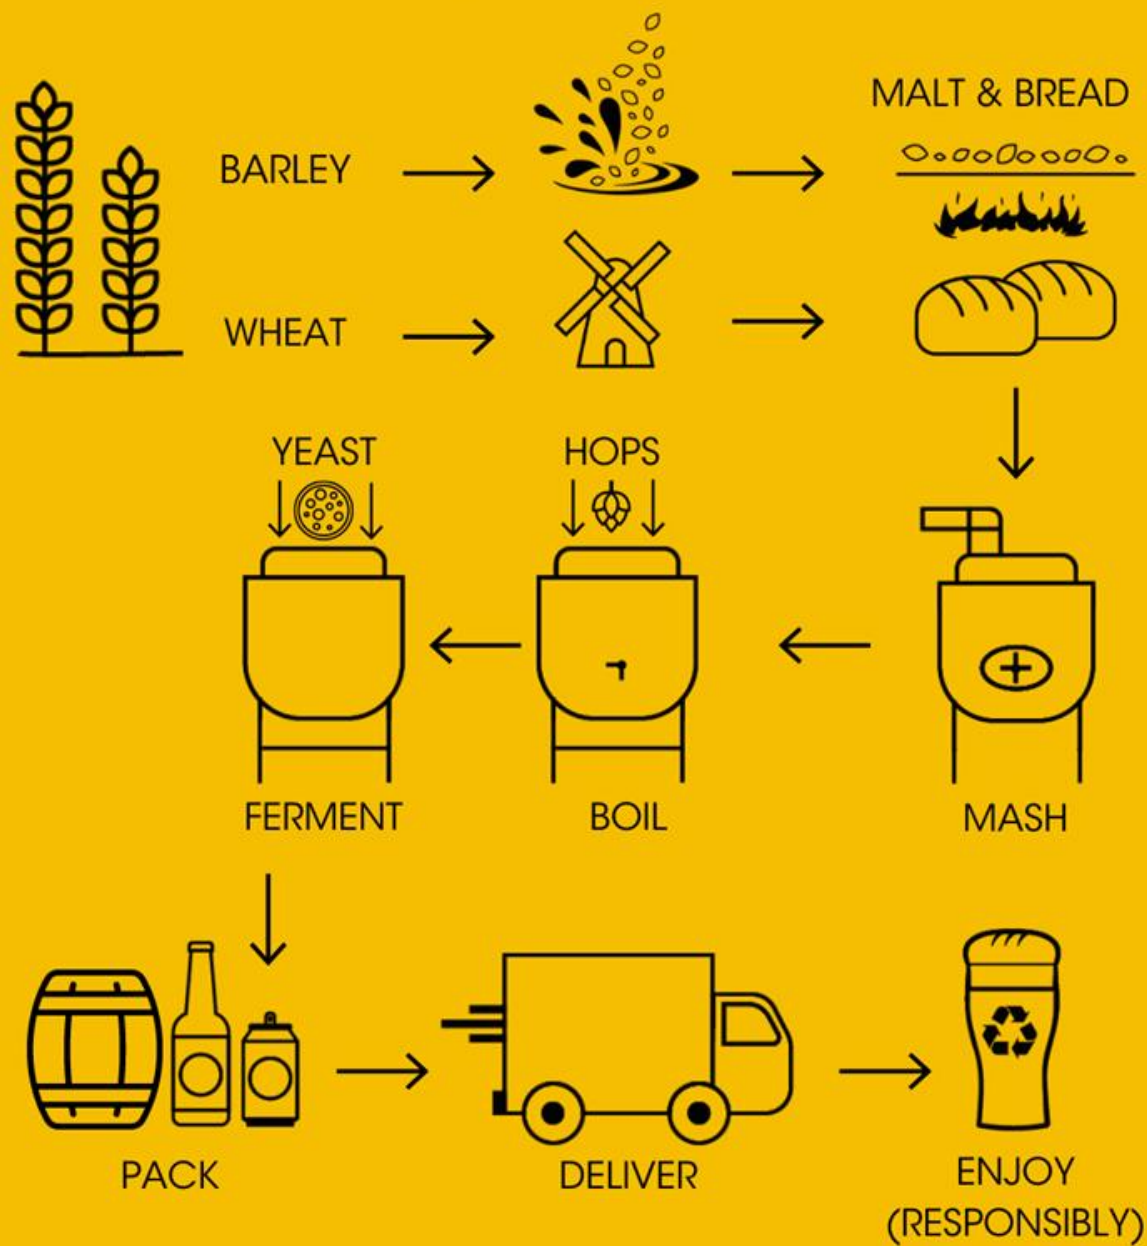 MALT & BREAD
BARLEY
WHEAT
YEAST
HOPS
FERMENT
BOIL
MASH
PACK
DELIVER
ENJOY
(RESPONSIBLY)